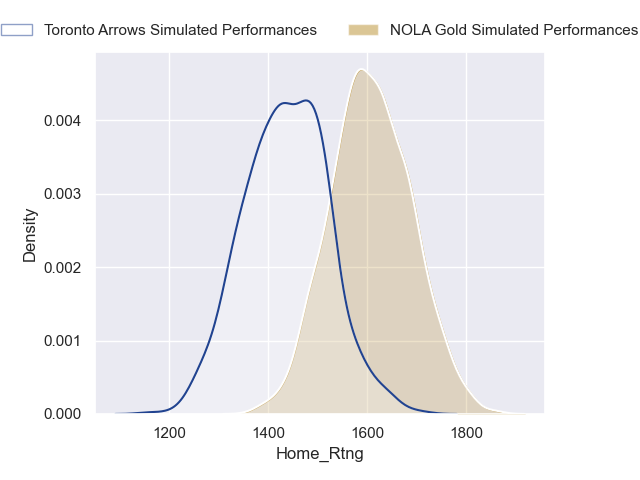 Toronto Arrows Simulated Performances
NOLA Gold Simulated Performances
Density
0.004
0.003
0.002
0.001
0.000
1200
1400
1600
1800
Home_Rtng